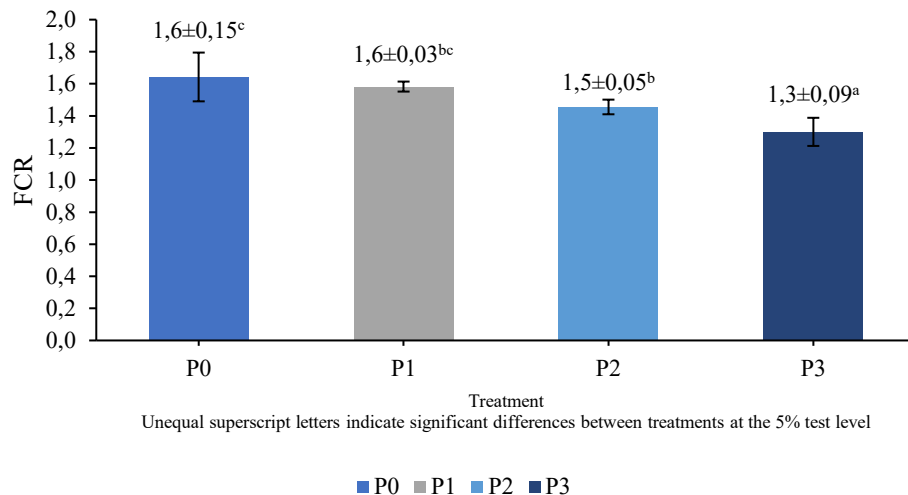 2,0
1,8
1,6
1,4
1,2
1,0
0,8
0,6
0,4
0,2
0,0
FCR
1,6±0,15ᶜ
1,6±0,03ᵇᶜ
1,5±0,05ᵇ
1,3±0,09ᵃ
P0 P1 P2 P3
Treatment
Unequal superscript letters indicate significant differences between treatments at the 5% test level
P0 P1 P2 P3